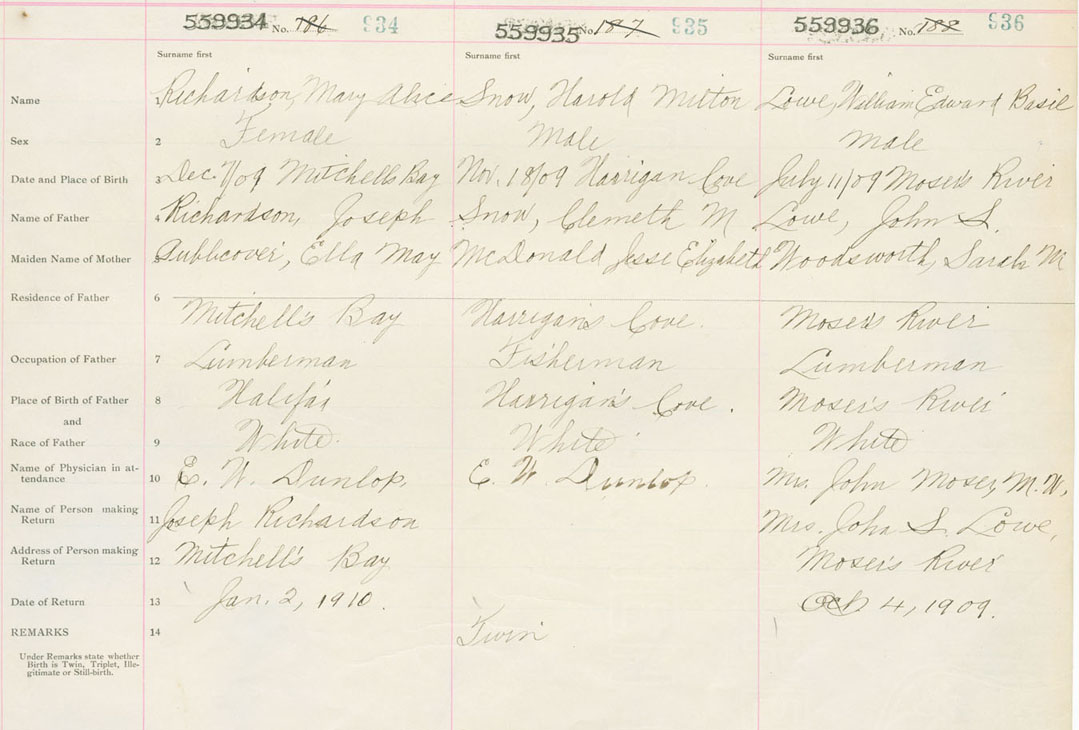 559934 No. 186 934 559935 No. 187 935 559936 No. 188 936
Surname first Surname first Surname first
Name 1 Richardson, Mary Alice Snow, Harold Milton Lowe, William Edward Basil
Sex 2 Female Male Male
Date and Place of Birth 3 Dec. 7/09 Mitchells Bay Nov. 18/09 Harrigan Cove July 11/09 Moser's River
Name of Father 4 Richardson, Joseph Snow, Clemeth M Lowe, John S.
Maiden Name of Mother 5 Publicover, Ella May McDonald Jesse Elizabeth Woodsworth, Sarah M
Residence of Father 6
Mitchell's Bay Harrigan's Cove. Moser's River
Occupation of Father 7 Lumberman Fisherman Lumberman
Place of Birth of Father 8 Halifax Harrigan's Cove. Moser's River
and
Race of Father 9 White. White White
Name of Physician in at-
tendance 10 E. W. Dunlop. E. W. Dunlop. Mrs. John Moser, M.W.
Name of Person making
Return 11 Joseph Richardson Mrs. John S. Lowe,
Address of Person making
Return 12 Mitchell's Bay Moser's River
Date of Return 13 Jan. 2, 1910. Oct. 4, 1909.
REMARKS 14 Twin
Under Remarks state whether
Birth is Twin, Triplet, Ille-
gitimate or Still-birth.